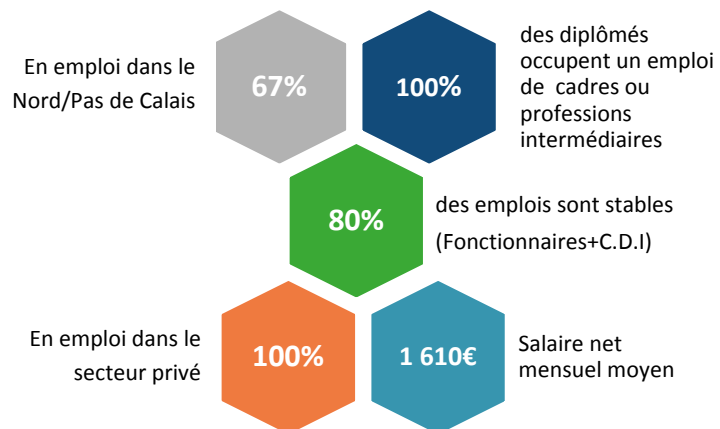 En emploi dans le
Nord/Pas de Calais
67%
100%
des diplômés
occupent un emploi
de cadres ou
professions
intermédiaires
80%
des emplois sont stables
(Fonctionnaires+C.D.I)
En emploi dans le
secteur privé
100%
1 610€
Salaire net
mensuel moyen